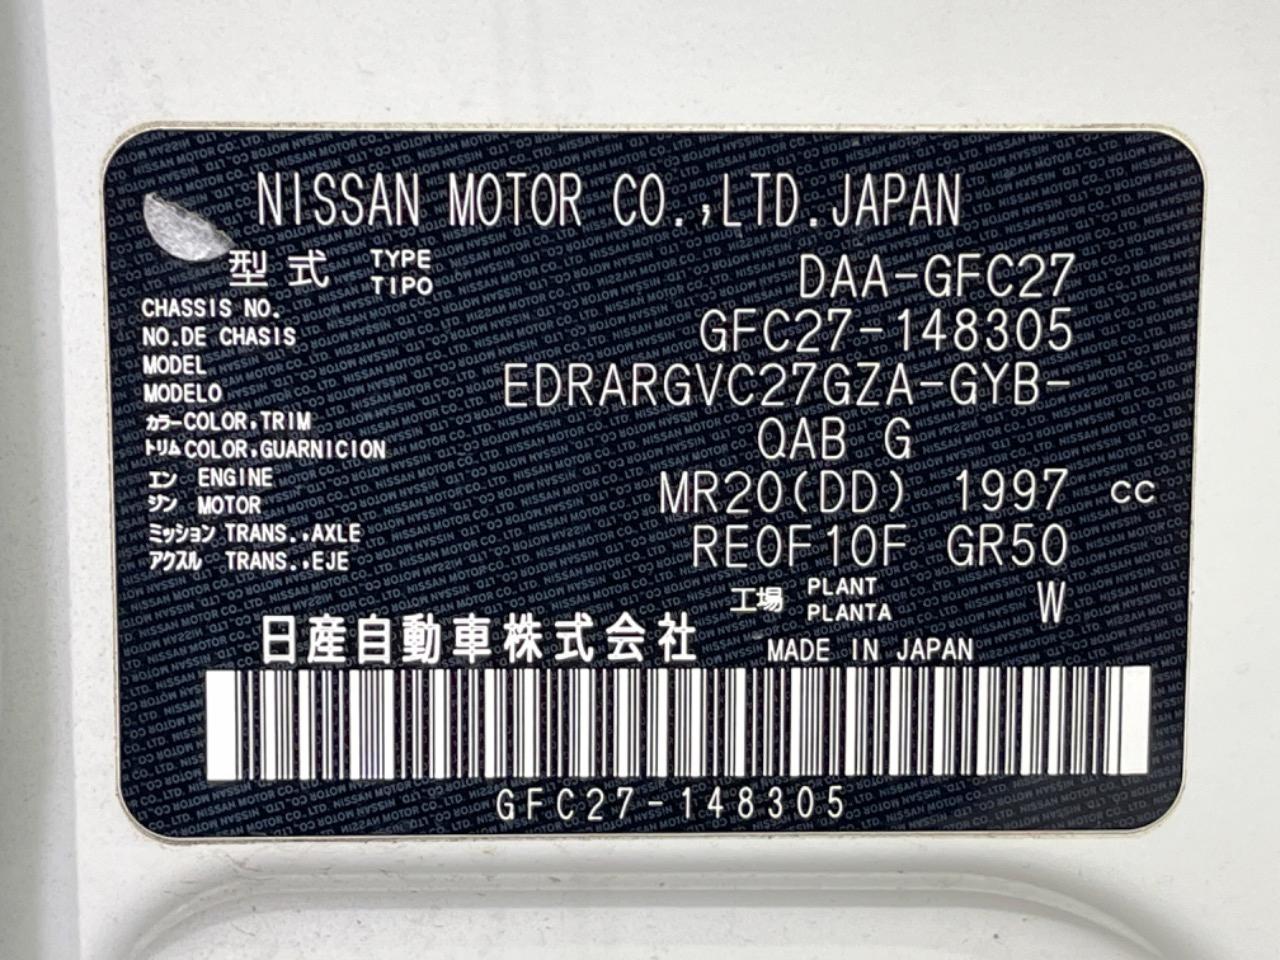 NISSAN MOTOR CO.,LTD.JAPAN
型式 TYPE TIPO DAA-GFC27
CHASSIS NO.
NO.DE CHASIS GFC27-148305
MODEL
MODELO EDRARGVC27GZA-GYB-
カラー COLOR,TRIM
トリム COLOR,GUARNICION QAB G
エン ENGINE
ジン MOTOR MR20(DD) 1997 cc
ミッション TRANS.,AXLE
アクスル TRANS.,EJE RE0F10F GR50
工場 PLANT PLANTA W
日産自動車株式会社 MADE IN JAPAN
GFC27-148305